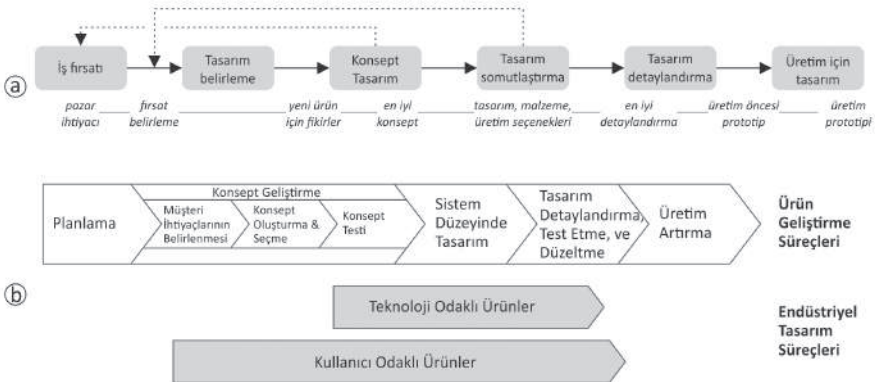 İş fırsatı
Tasarım
belirleme
Konsept
Tasarım
Tasarım
somutlaştırma
Tasarım
detaylandırma
Üretim için
tasarım
a
pazar
ihtiyacı
fırsat
belirleme
yeni ürün
için fikirler
en iyi
konsept
tasarım, malzeme,
üretim seçenekleri
en iyi
detaylandırma
üretim öncesi
prototip
üretim
prototipi
Planlama
Konsept Geliştirme
Müşteri
İhtiyaçlarının
Belirlenmesi
Konsept
Oluşturma &
Seçme
Konsept
Testi
Sistem
Düzeyinde
Tasarım
Tasarım
Detaylandırma,
Test Etme, ve
Düzeltme
Üretim
Artırma
Ürün
Geliştirme
Süreçleri
b
Teknoloji Odaklı Ürünler
Kullanıcı Odaklı Ürünler
Endüstriyel
Tasarım
Süreçleri